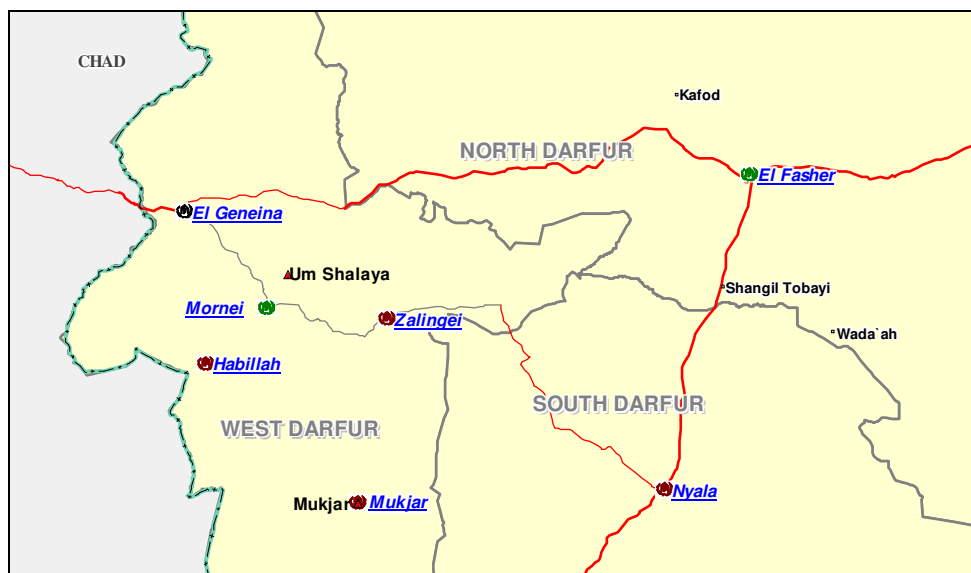 CHAD
Kafod
NORTH DARFUR
El Fasher
El Geneina
Um Shalaya
Shangil Tobayi
Mornei
Zalingei
Wada`ah
Habillah
SOUTH DARFUR
WEST DARFUR
Nyala
Mukjar Mukjar